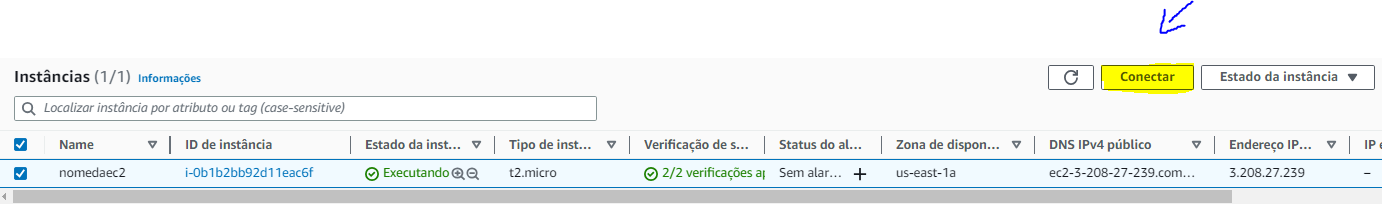 Instâncias (1/1) Informações Conectar Estado da instância
Localizar instância por atributo ou tag (case-sensitive)
Name ID de instância Estado da inst... Tipo de inst... Verificação de s... Status do al... Zona de dispon... DNS IPv4 público Endereço IP... IP e
nomedaec2 i-0b1b2bb92d11eac6f Executando t2.micro 2/2 verificações ap Sem alar... + us-east-1a ec2-3-208-27-239.com... 3.208.27.239 –